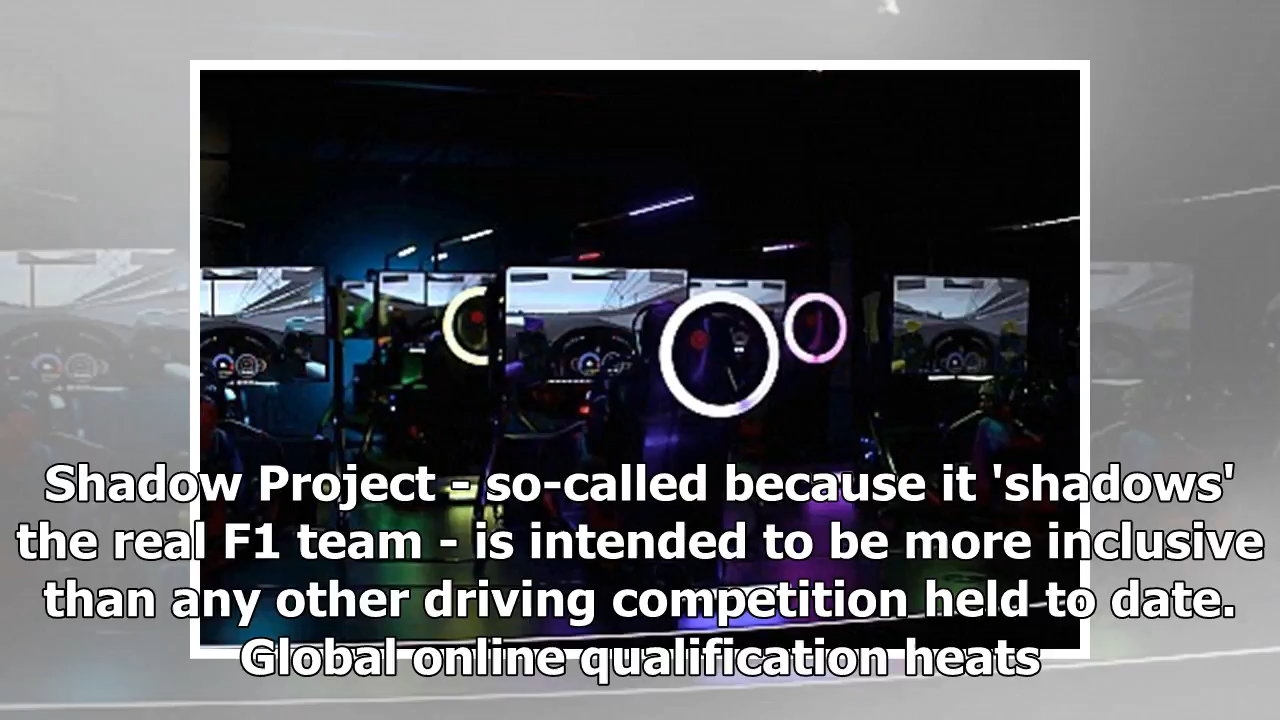 Shadow Project - so-called because it 'shadows'
the real F1 team - is intended to be more inclusive
than any other driving competition held to date.
Global online qualification heats